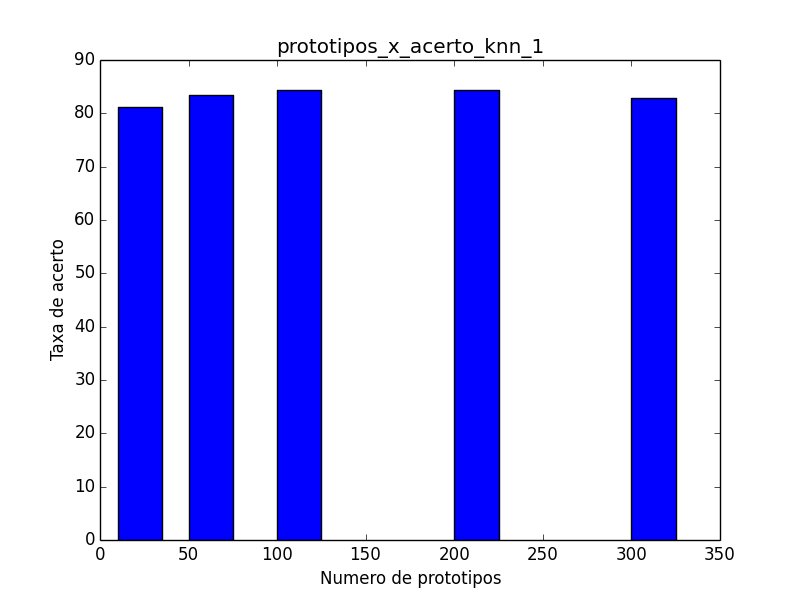 prototipos_x_acerto_knn_1
90
80
70
60
50
40
30
20
10
0
Taxa de acerto
0 50 100 150 200 250 300 350
Numero de prototipos